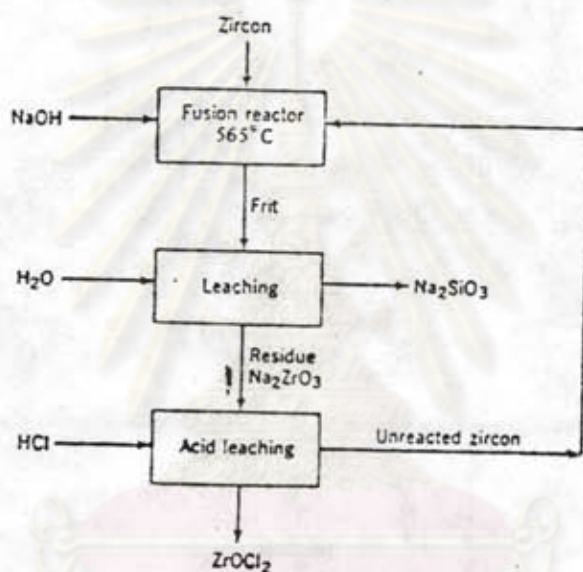 Zircon
NaOH
Fusion reactor
565°C
Frit
H₂O
Leaching
Na₂SiO₃
Residue
Na₂ZrO₃
HCl
Acid leaching
Unreacted zircon
ZrOCl₂